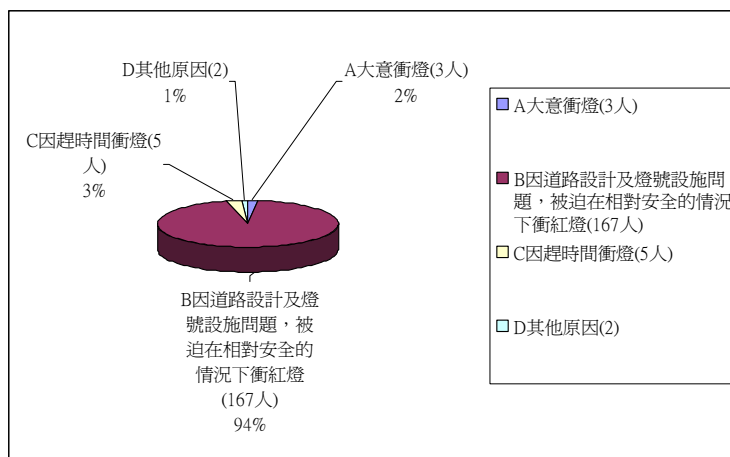 D其他原因(2)
1%
A大意衝燈(3人)
2%
C因趕時間衝燈(5
人)
3%
B因道路設計及燈
號設施問題，被
迫在相對安全的
情況下衝紅燈
(167人)
94%
A大意衝燈(3人)
B因道路設計及燈號設施問
題，被迫在相對安全的情況
下衝紅燈(167人)
C因趕時間衝燈(5人)
D其他原因(2)